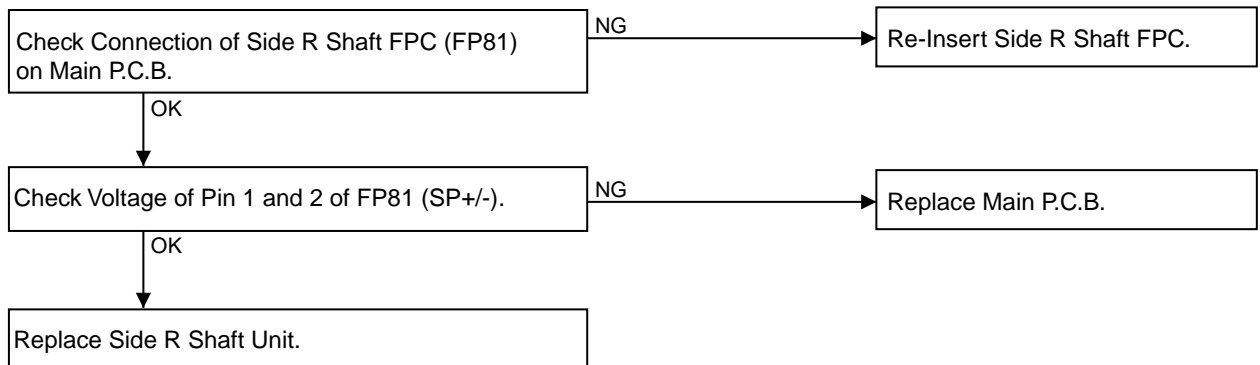 Check Connection of Side R Shaft FPC (FP81)
on Main P.C.B.
NG
Re-Insert Side R Shaft FPC.
OK
Check Voltage of Pin 1 and 2 of FP81 (SP+/-).
NG
Replace Main P.C.B.
OK
Replace Side R Shaft Unit.